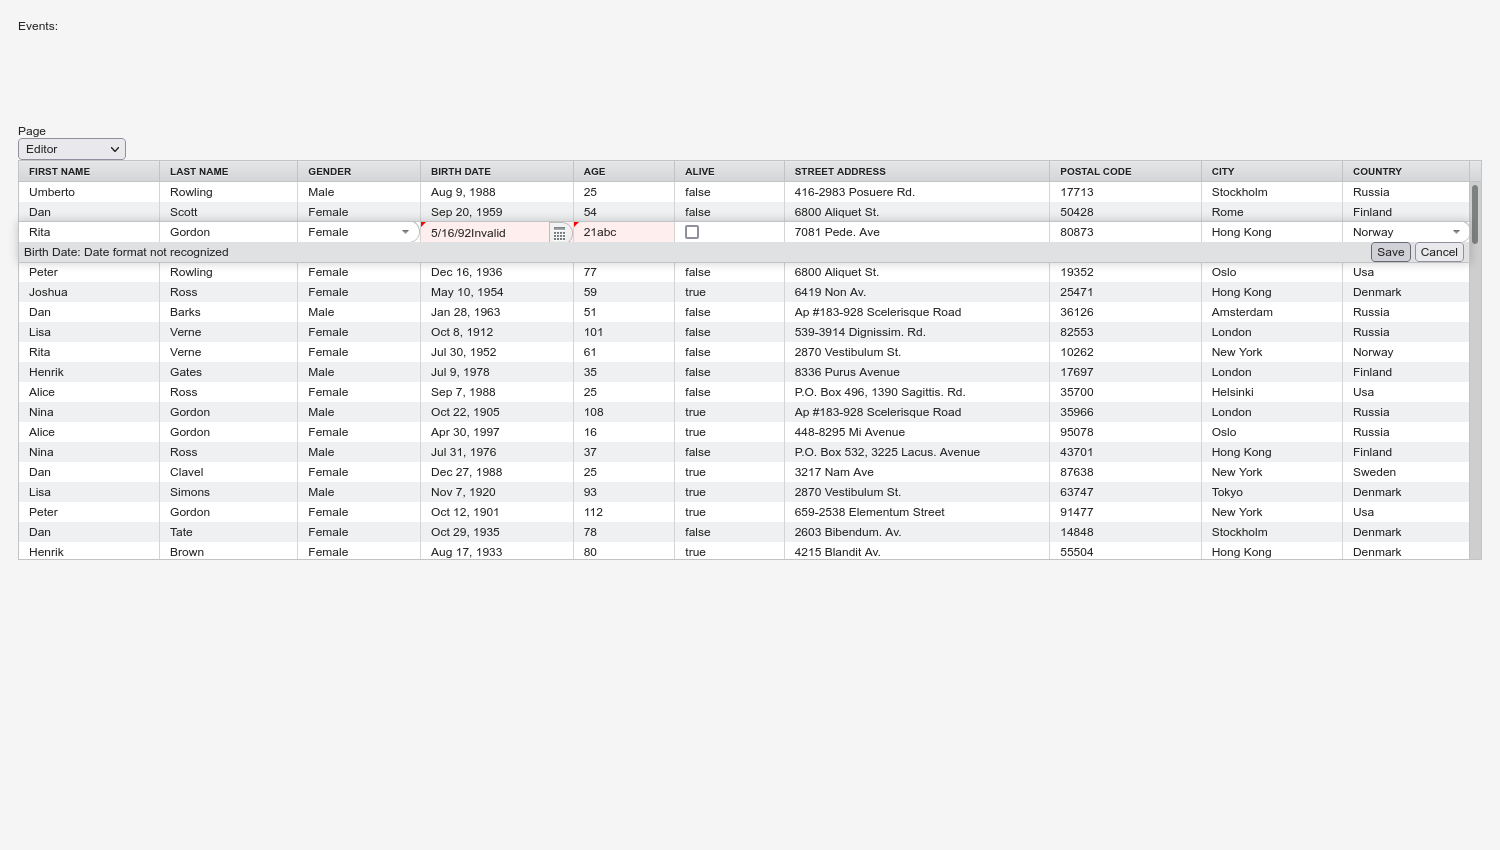 Events:
Page
Editor
FIRST NAME LAST NAME GENDER BIRTH DATE AGE ALIVE STREET ADDRESS POSTAL CODE CITY COUNTRY
Umberto Rowling Male Aug 9, 1988 25 false 416-2983 Posuere Rd. 17713 Stockholm Russia
Dan Scott Female Sep 20, 1959 54 false 6800 Aliquet St. 50428 Rome Finland
Rita Gordon Female 5/16/92Invalid 21abc 7081 Pede. Ave 80873 Hong Kong Norway
Birth Date: Date format not recognized Save Cancel
Peter Rowling Female Dec 16, 1936 77 false 6800 Aliquet St. 19352 Oslo Usa
Joshua Ross Female May 10, 1954 59 true 6419 Non Av. 25471 Hong Kong Denmark
Dan Barks Male Jan 28, 1963 51 false Ap #183-928 Scelerisque Road 36126 Amsterdam Russia
Lisa Verne Female Oct 8, 1912 101 false 539-3914 Dignissim. Rd. 82553 London Russia
Rita Verne Female Jul 30, 1952 61 false 2870 Vestibulum St. 10262 New York Norway
Henrik Gates Male Jul 9, 1978 35 false 8336 Purus Avenue 17697 London Finland
Alice Ross Female Sep 7, 1988 25 false P.O. Box 496, 1390 Sagittis. Rd. 35700 Helsinki Usa
Nina Gordon Male Oct 22, 1905 108 true Ap #183-928 Scelerisque Road 35966 London Russia
Alice Gordon Female Apr 30, 1997 16 true 448-8295 Mi Avenue 95078 Oslo Russia
Nina Ross Male Jul 31, 1976 37 false P.O. Box 532, 3225 Lacus. Avenue 43701 Hong Kong Finland
Dan Clavel Female Dec 27, 1988 25 true 3217 Nam Ave 87638 New York Sweden
Lisa Simons Male Nov 7, 1920 93 true 2870 Vestibulum St. 63747 Tokyo Denmark
Peter Gordon Female Oct 12, 1901 112 true 659-2538 Elementum Street 91477 New York Usa
Dan Tate Female Oct 29, 1935 78 false 2603 Bibendum. Av. 14848 Stockholm Denmark
Henrik Brown Female Aug 17, 1933 80 true 4215 Blandit Av. 55504 Hong Kong Denmark